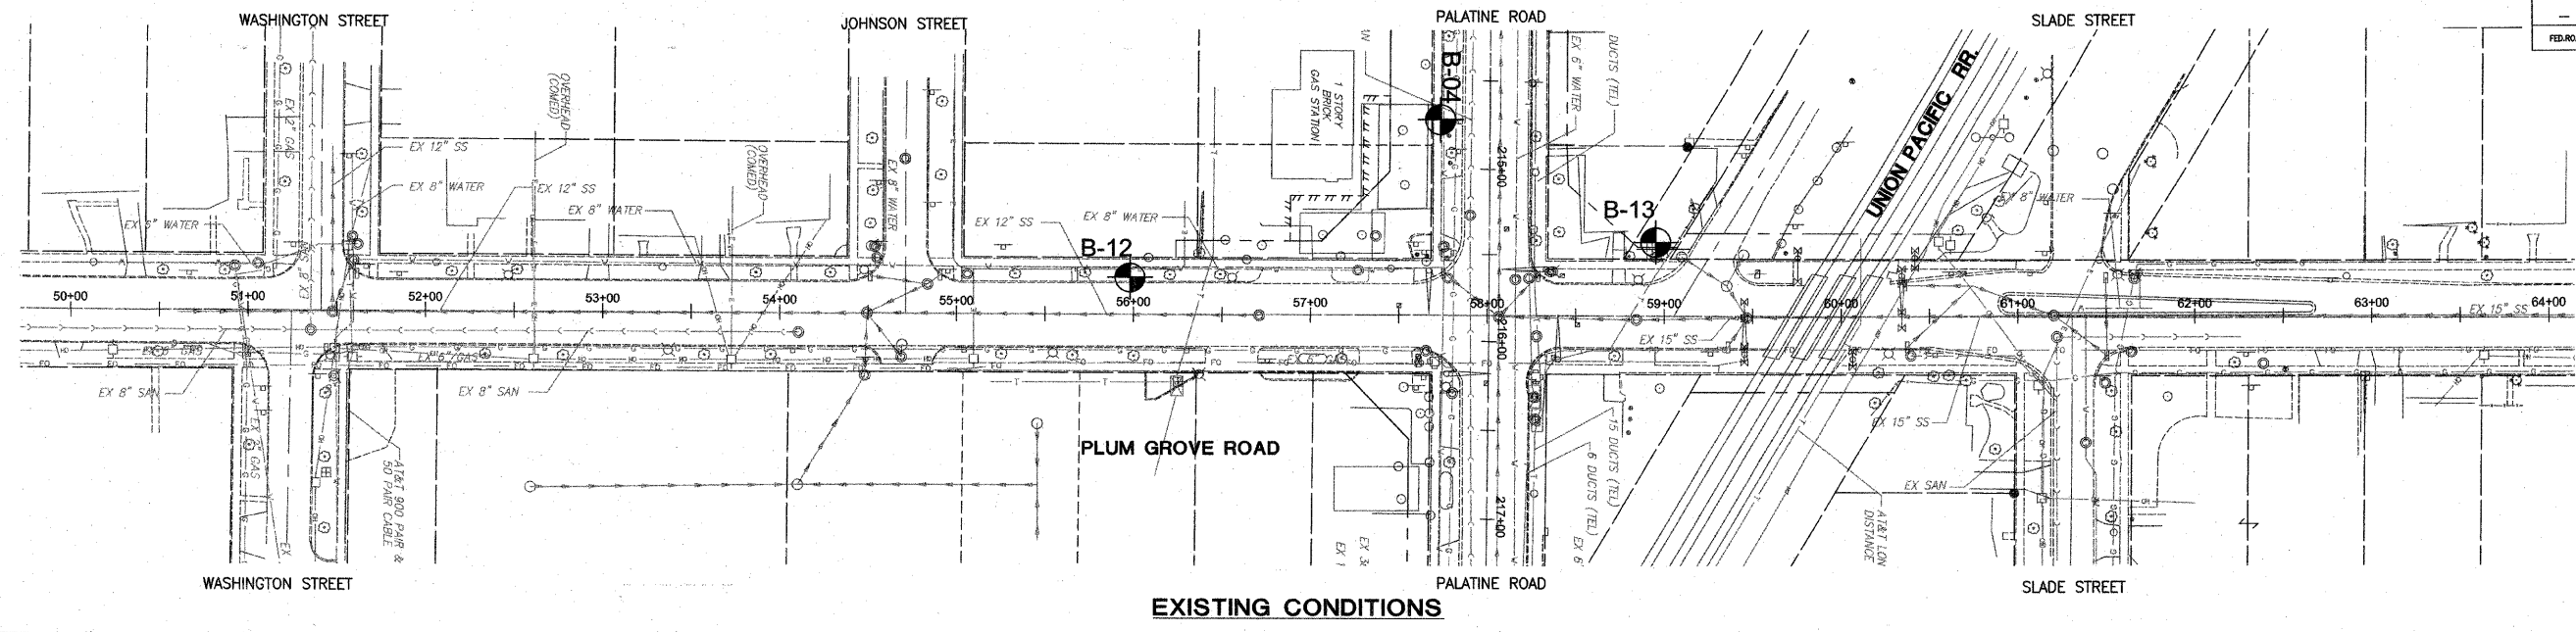 WASHINGTON STREET
JOHNSON STREET
PALATINE ROAD
SLADE STREET
FED.RO
OVERHEAD
(COMED)
EX 2" GAS
EX 12" SS
EX 8" WATER
EX 12" SS
EX 8" WATER
OVERHEAD
(COMED)
EX 8" WATER
EX 12" SS
EX 8" WATER
1 STORY
BRICK
GAS STATION
B-04
EX 6" WATER
DUCTS (TEL)
215+00
B-12
B-13
UNION PACIFIC RR.
EX 8" WATER
50+00
51+00
52+00
53+00
54+00
55+00
56+00
57+00
58+00
59+00
60+00
61+00
62+00
63+00
64+00
216+00
EX 15" SS
EX 15" SS
EX 6" GAS
EX 8" SAN
EX 8" SAN
AT&T 900 PAIR &
50 PAIR CABLE
PLUM GROVE ROAD
15 DUCTS (TEL)
6 DUCTS (TEL)
217+00
EX 15" SS
EX SAN
AT&T LON
DISTANCE
WASHINGTON STREET
PALATINE ROAD
SLADE STREET
EXISTING CONDITIONS